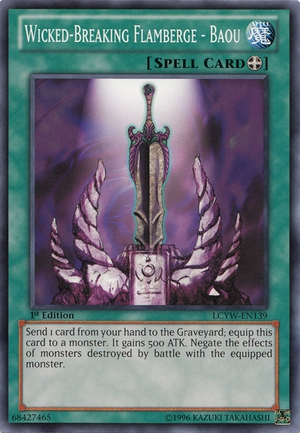 WICKED-BREAKING FLAMBERGE - BAOU
[SPELL CARD]
1st Edition
LCYW-EN139
Send 1 card from your hand to the Graveyard; equip this
card to a monster. It gains 500 ATK. Negate the effects
of monsters destroyed by battle with the equipped
monster.
68427465
©1996 KAZUKI TAKAHASHI